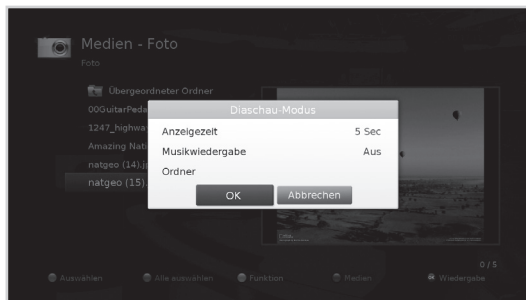 Medien - Foto
Foto
Übergeordneter Ordner
00GuitarPeda
1247_highwa
Amazing Nati
natgeo (14).j
natgeo (15).
Diaschau-Modus
Anzeigezeit 5 Sec
Musikwiedergabe Aus
Ordner
OK Abbrechen
0 / 5
Auswählen Alle auswählen Funktion Medien Wiedergabe